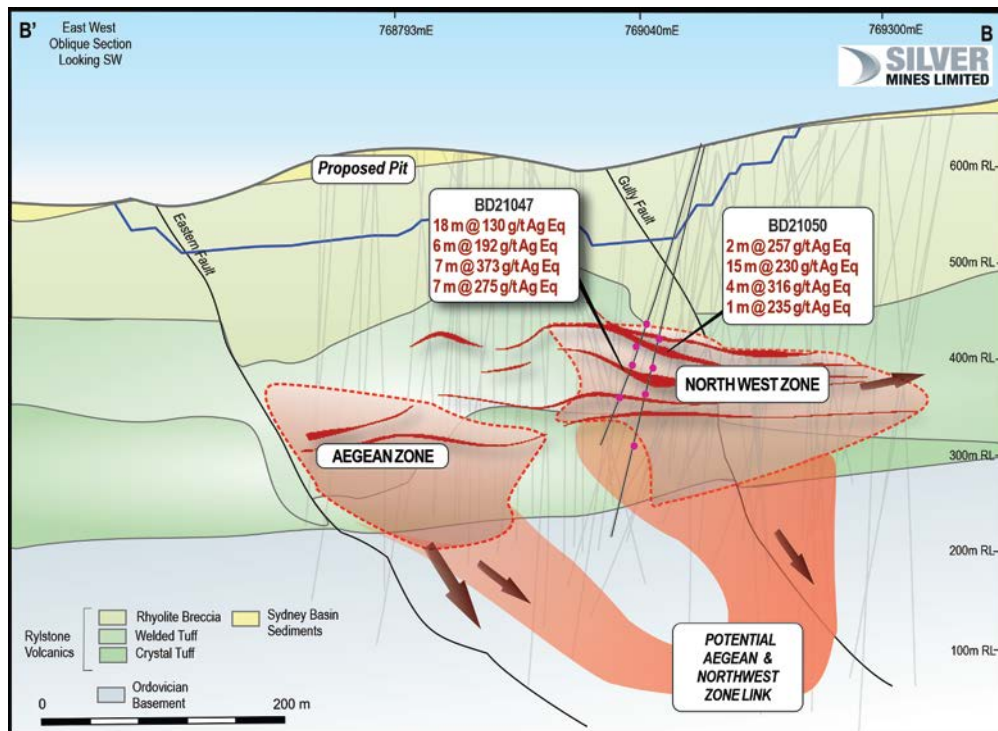 B'
East West
Oblique Section
Looking SW
768793mE
769040mE
769300mE
B
SILVER
MINES LIMITED
Proposed Pit
600m RL
Eastern Fault
Gully Fault
BD21047
18 m @ 130 g/t Ag Eq
6 m @ 192 g/t Ag Eq
7 m @ 373 g/t Ag Eq
7 m @ 275 g/t Ag Eq
BD21050
2 m @ 257 g/t Ag Eq
15 m @ 230 g/t Ag Eq
4 m @ 316 g/t Ag Eq
1 m @ 235 g/t Ag Eq
500m RL
400m RL
NORTH WEST ZONE
AEGEAN ZONE
300m RL
200m RL
Rylstone
Volcanics
Rhyolite Breccia
Welded Tuff
Crystal Tuff
Sydney Basin
Sediments
Ordovician
Basement
POTENTIAL
AEGEAN &
NORTHWEST
ZONE LINK
100m RL
0
200 m